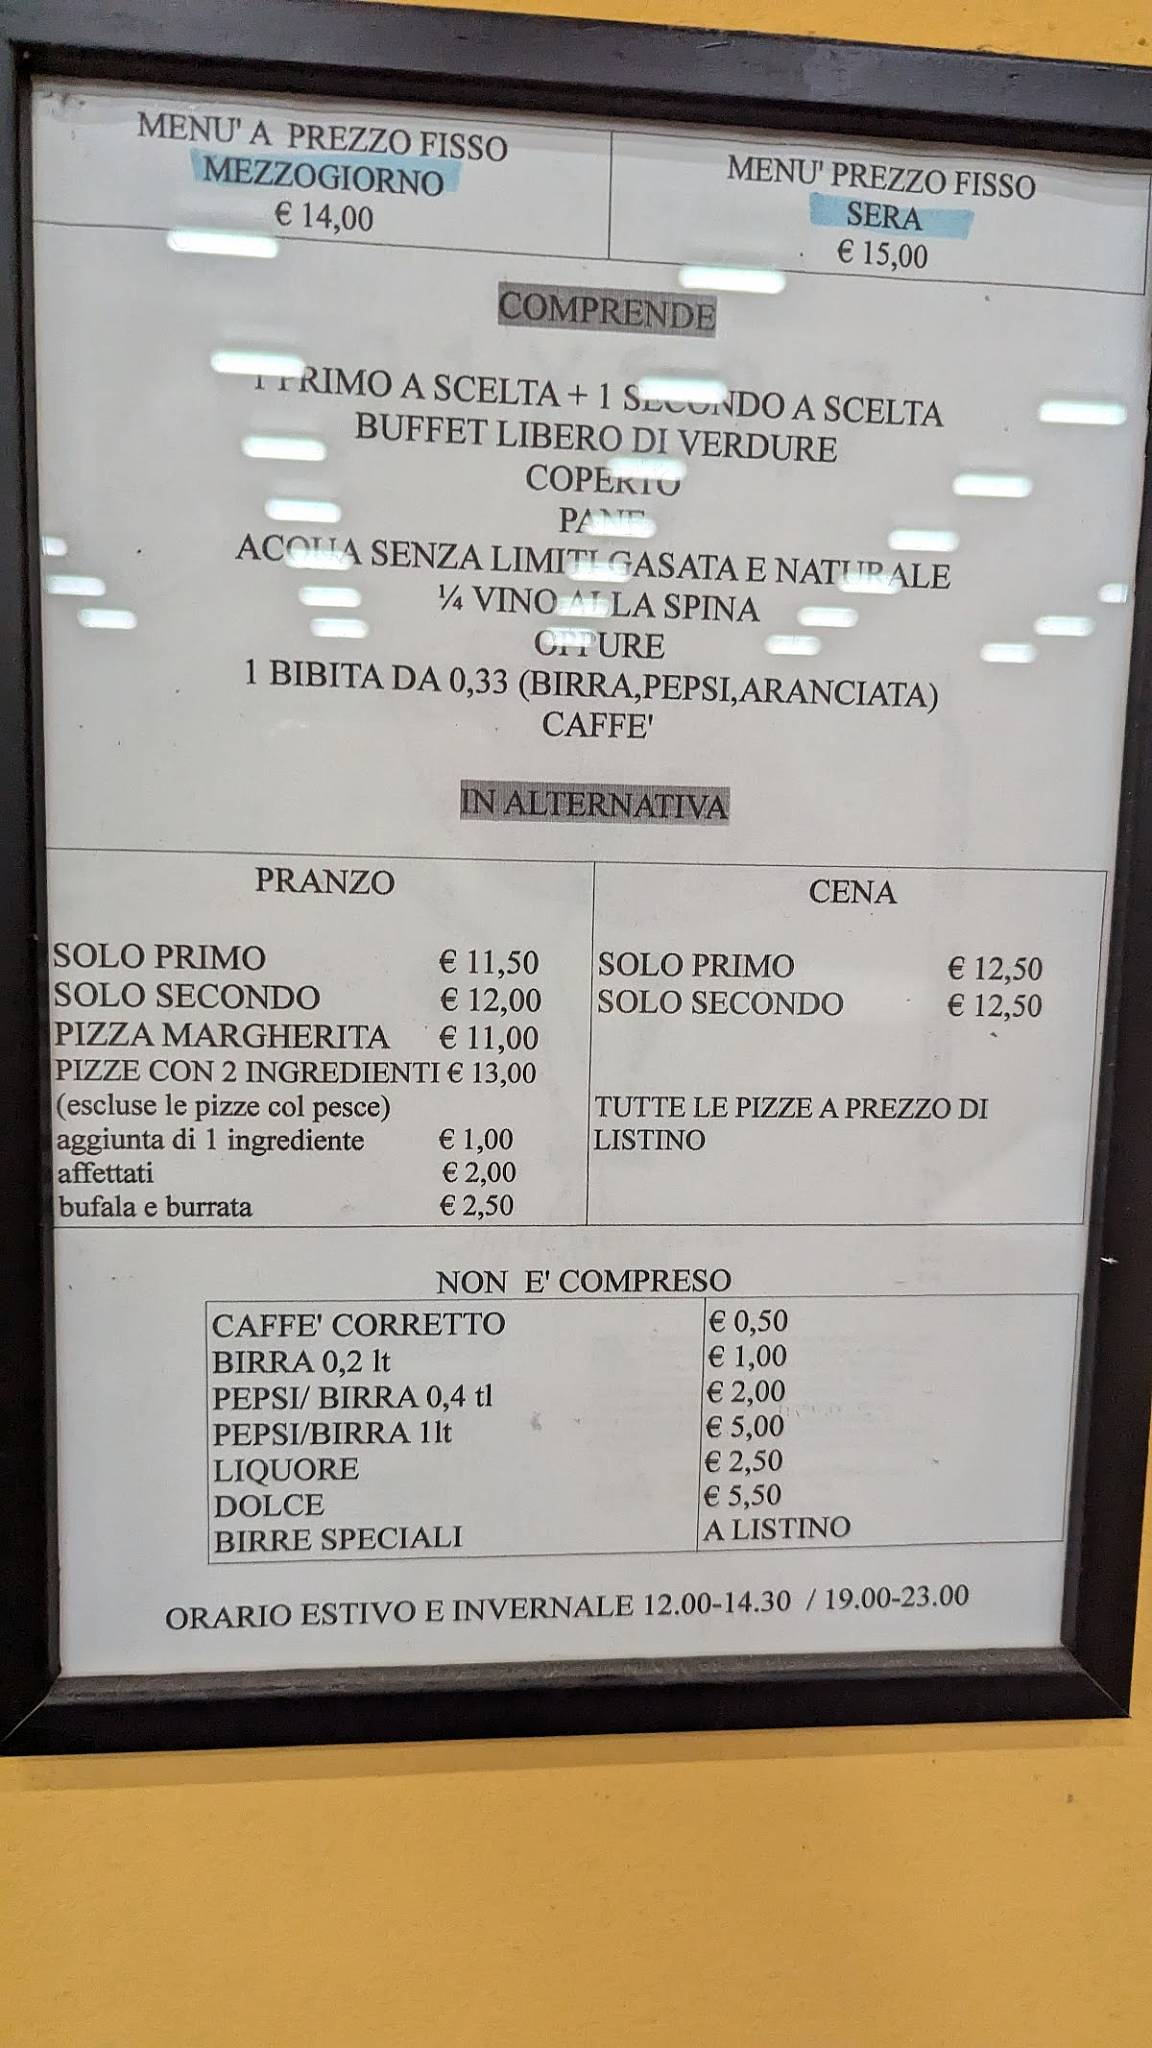 MENU' A PREZZO FISSO
MEZZOGIORNO
€ 14,00
MENU' PREZZO FISSO
SERA
€ 15,00
COMPRENDE
1 PRIMO A SCELTA + 1 SECONDO A SCELTA
BUFFET LIBERO DI VERDURE
COPERTO
PANE
ACQUA SENZA LIMITI GASATA E NATURALE
¼ VINO ALLA SPINA
OPPURE
1 BIBITA DA 0,33 (BIRRA,PEPSI,ARANCIATA)
CAFFE'
IN ALTERNATIVA
PRANZO
SOLO PRIMO € 11,50
SOLO SECONDO € 12,00
PIZZA MARGHERITA € 11,00
PIZZE CON 2 INGREDIENTI € 13,00
(escluse le pizze col pesce)
aggiunta di 1 ingrediente € 1,00
affettati € 2,00
bufala e burrata € 2,50
CENA
SOLO PRIMO € 12,50
SOLO SECONDO € 12,50
TUTTE LE PIZZE A PREZZO DI
LISTINO
NON E' COMPRESO
CAFFE' CORRETTO € 0,50
BIRRA 0,2 lt € 1,00
PEPSI/ BIRRA 0,4 tl € 2,00
PEPSI/BIRRA 1lt € 5,00
LIQUORE € 2,50
DOLCE € 5,50
BIRRE SPECIALI A LISTINO
ORARIO ESTIVO E INVERNALE 12.00-14.30 / 19.00-23.00